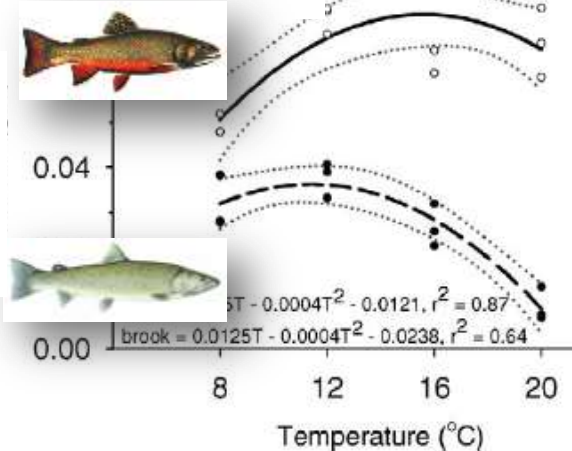 0.04
5T - 0.0004T² - 0.0121, r² = 0.87
brook = 0.0125T - 0.0004T² - 0.0238, r² = 0.64
0.00
8 12 16 20
Temperature (°C)